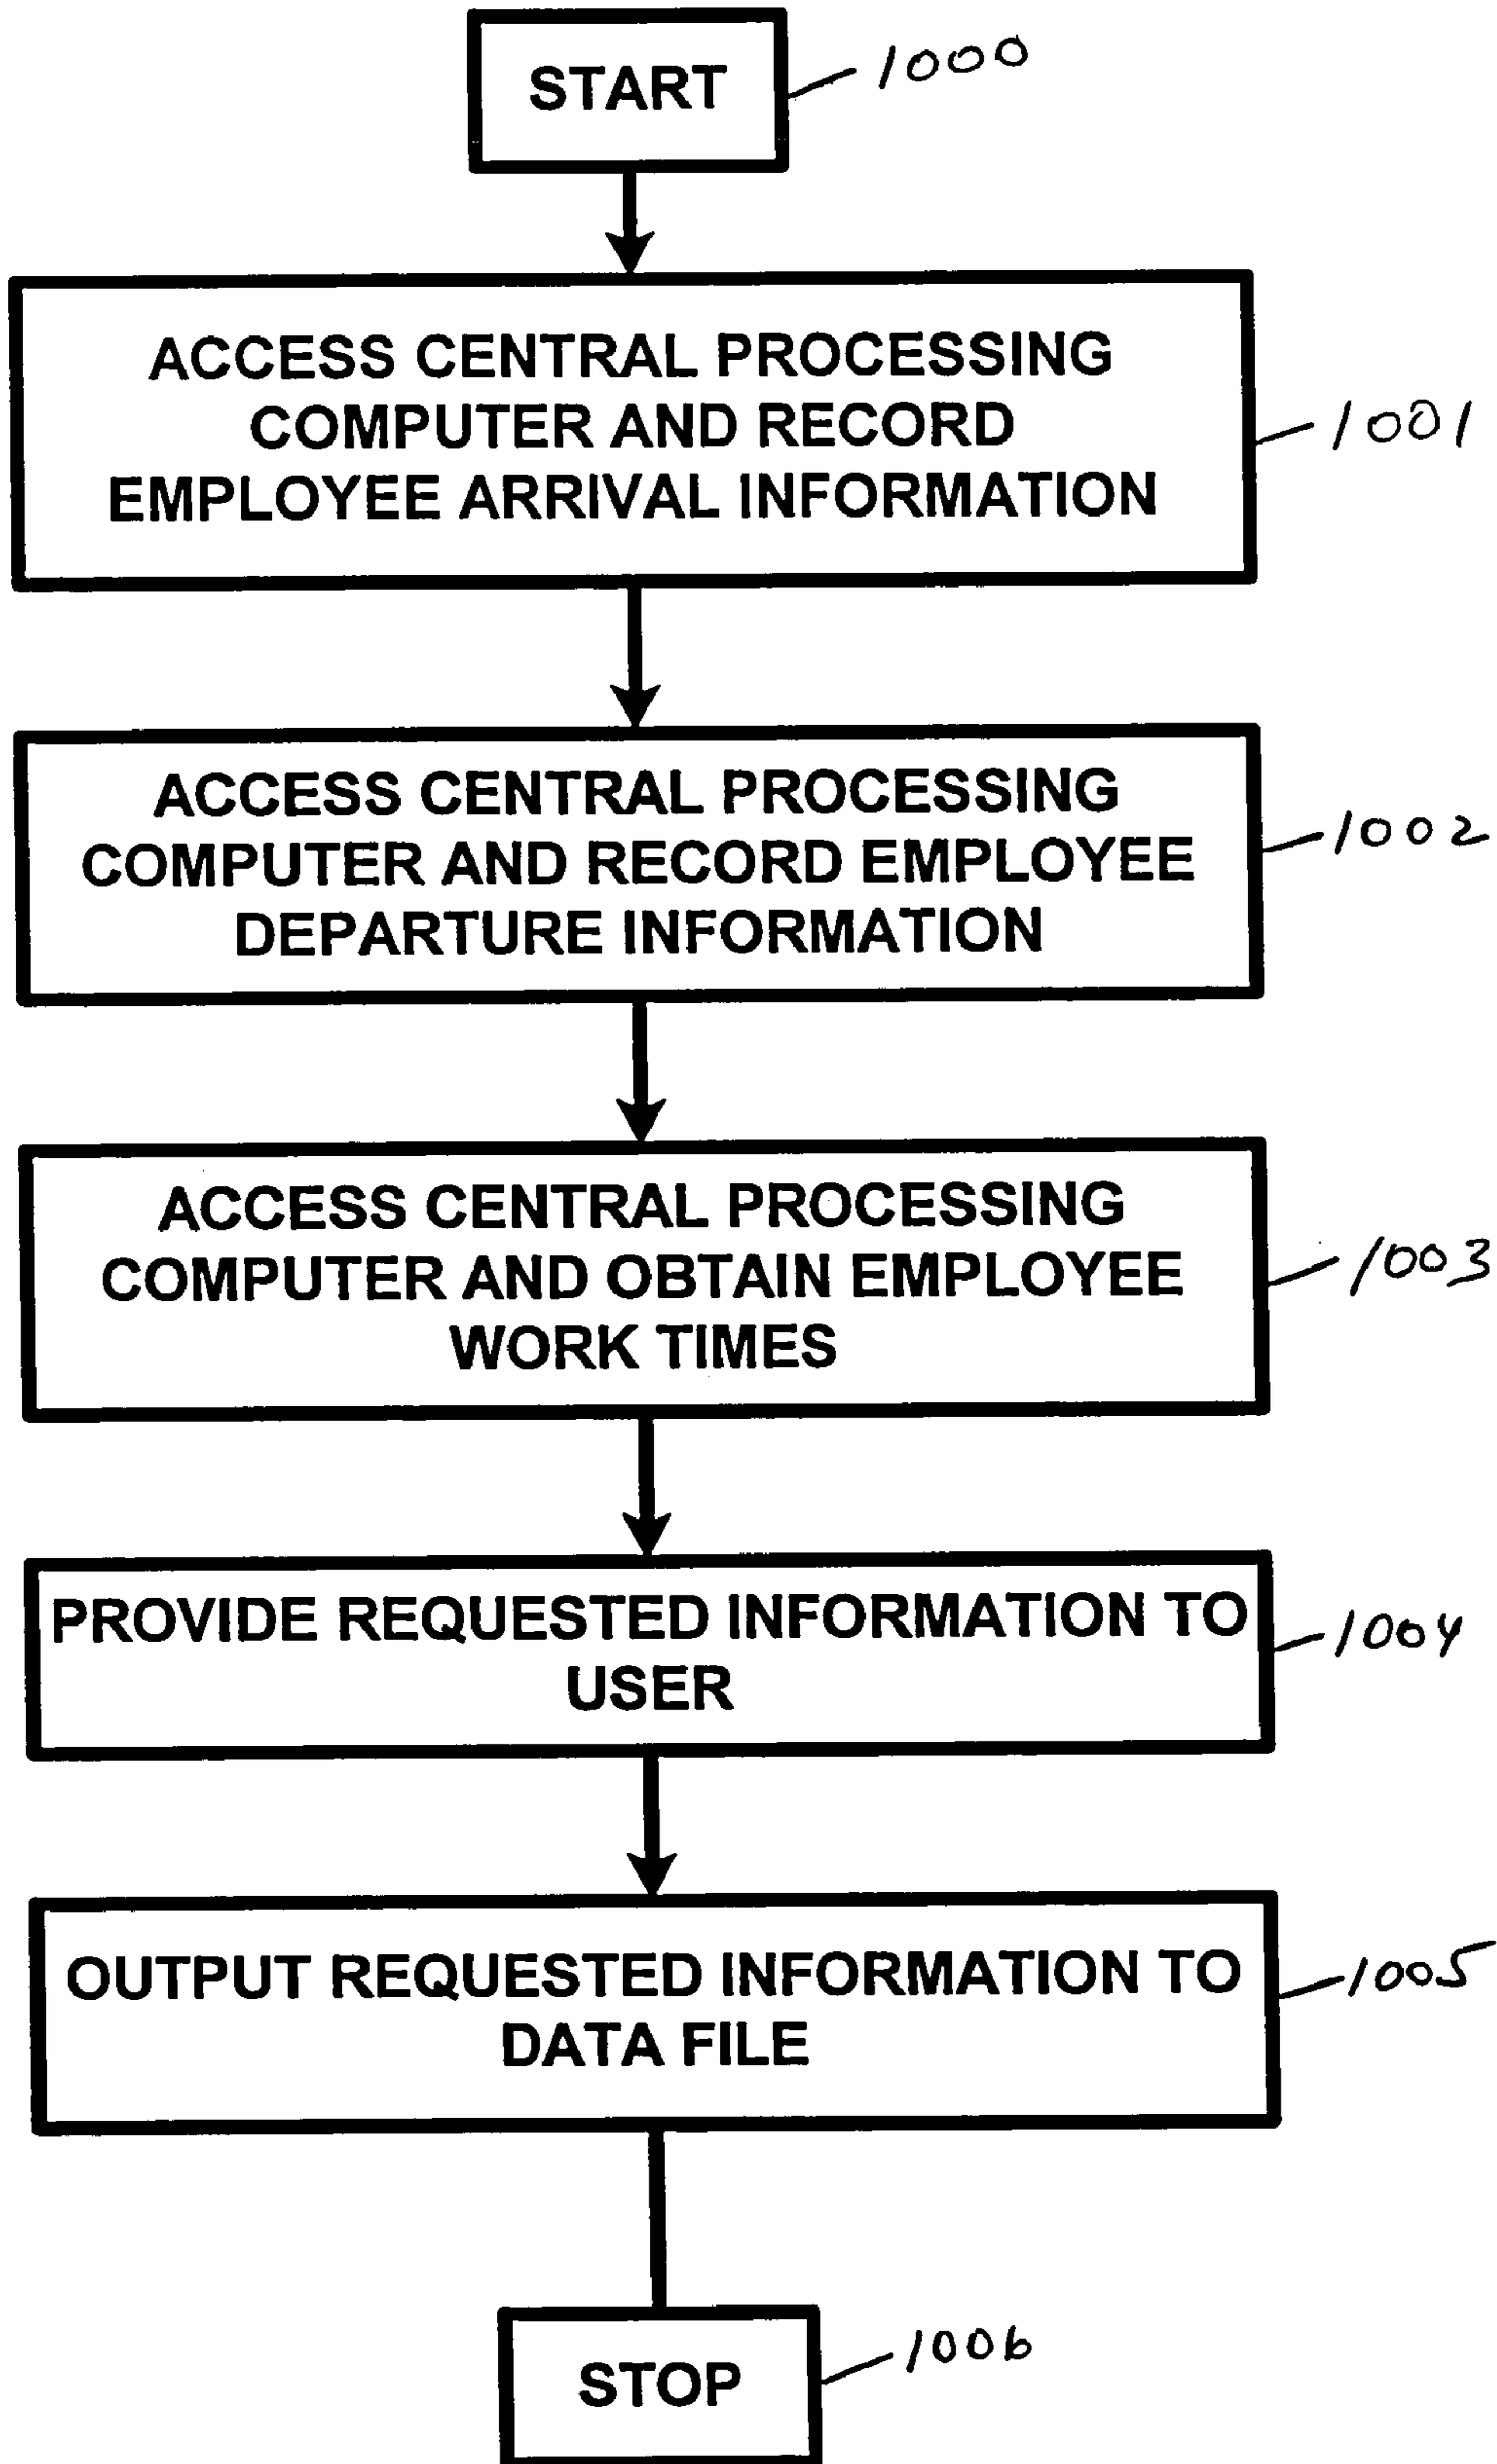 START
1000
ACCESS CENTRAL PROCESSING
COMPUTER AND RECORD
EMPLOYEE ARRIVAL INFORMATION
1001
ACCESS CENTRAL PROCESSING
COMPUTER AND RECORD EMPLOYEE
DEPARTURE INFORMATION
1002
ACCESS CENTRAL PROCESSING
COMPUTER AND OBTAIN EMPLOYEE
WORK TIMES
1003
PROVIDE REQUESTED INFORMATION TO
USER
1004
OUTPUT REQUESTED INFORMATION TO
DATA FILE
1005
STOP
1006